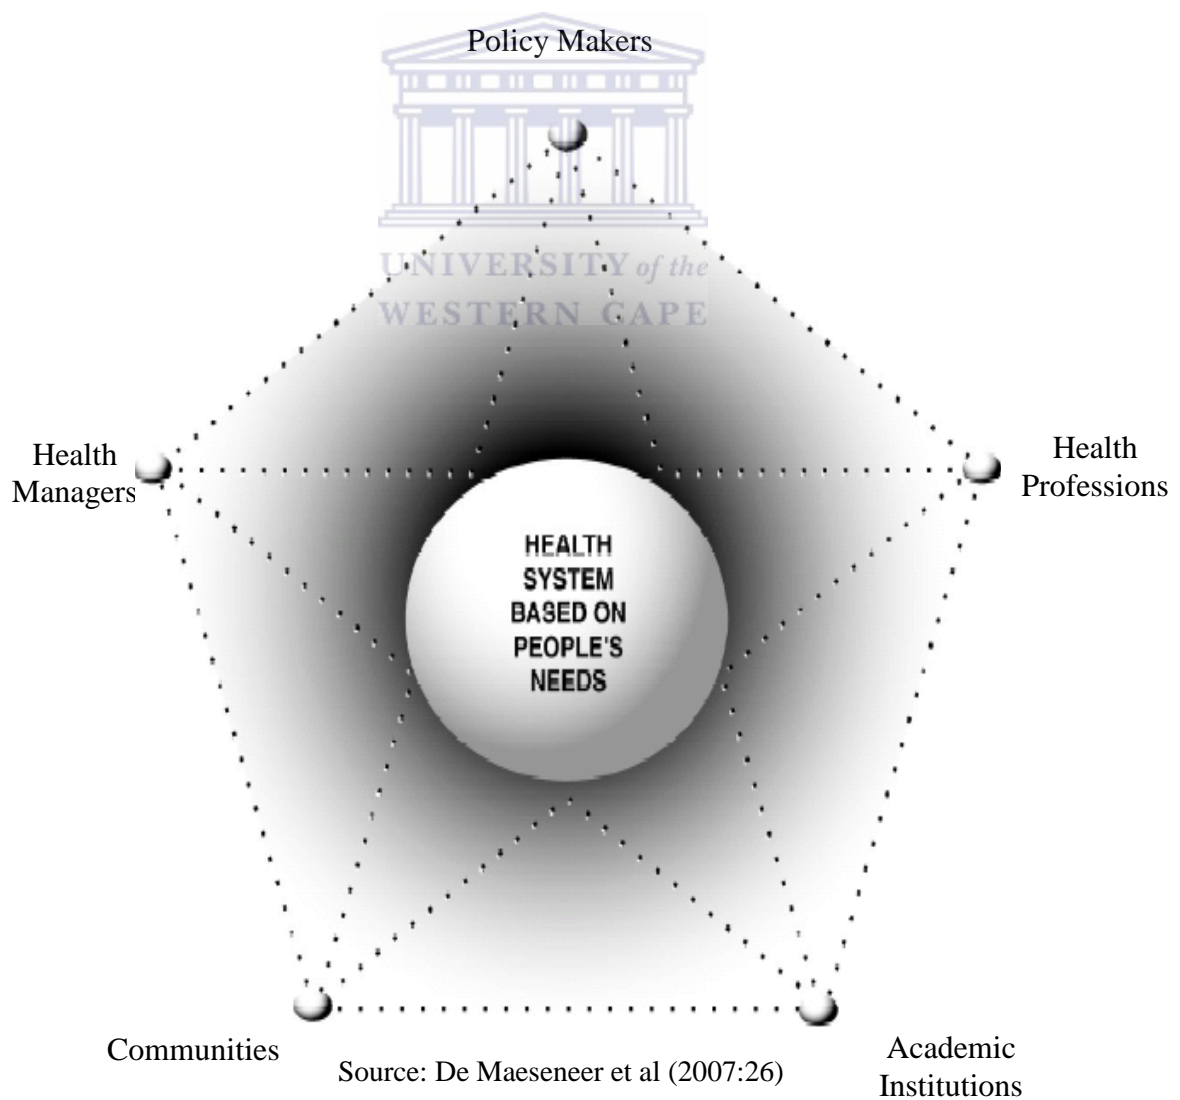 Policy Makers
UNIVERSITY of the
WESTERN CAPE
Health
Managers
Health
Professions
HEALTH
SYSTEM
BASED ON
PEOPLE'S
NEEDS
Communities
Academic
Institutions
Source: De Maeseneer et al (2007:26)